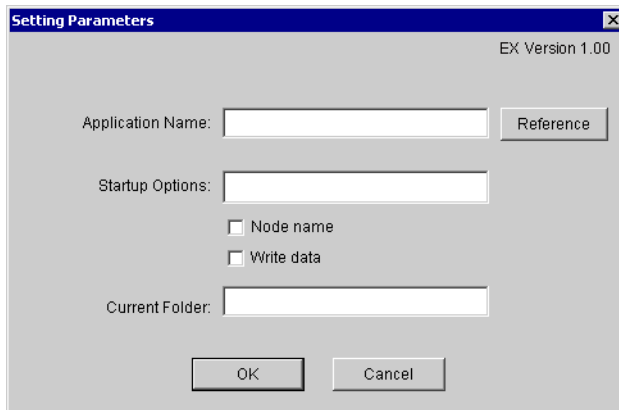 Setting Parameters
EX Version 1.00
Application Name:
Reference
Startup Options:
Node name
Write data
Current Folder:
OK
Cancel